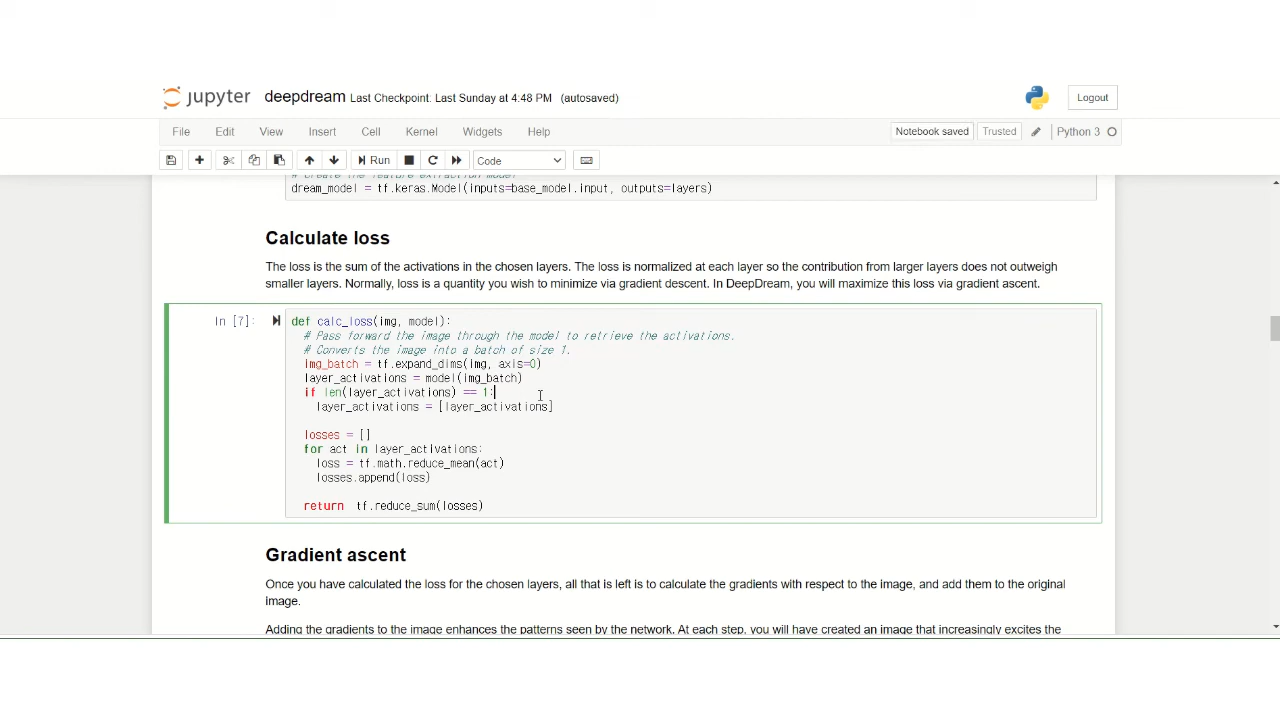 jupyter deepdream Last Checkpoint: Last Sunday at 4:48 PM (autosaved) Logout
File Edit View Insert Cell Kernel Widgets Help Notebook saved Trusted Python 3
Run Code
# Create the feature extraction model
dream_model = tf.keras.Model(inputs=base_model.input, outputs=layers)
Calculate loss
The loss is the sum of the activations in the chosen layers. The loss is normalized at each layer so the contribution from larger layers does not outweigh
smaller layers. Normally, loss is a quantity you wish to minimize via gradient descent. In DeepDream, you will maximize this loss via gradient ascent.
In [7]: def calc_loss(img, model):
# Pass forward the image through the model to retrieve the activations.
# Converts the image into a batch of size 1.
img_batch = tf.expand_dims(img, axis=0)
layer_activations = model(img_batch)
if len(layer_activations) == 1:
layer_activations = [layer_activations]
losses = []
for act in layer_activations:
loss = tf.math.reduce_mean(act)
losses.append(loss)
return  tf.reduce_sum(losses)
Gradient ascent
Once you have calculated the loss for the chosen layers, all that is left is to calculate the gradients with respect to the image, and add them to the original
image.
Adding the gradients to the image enhances the patterns seen by the network. At each step, you will have created an image that increasingly excites the